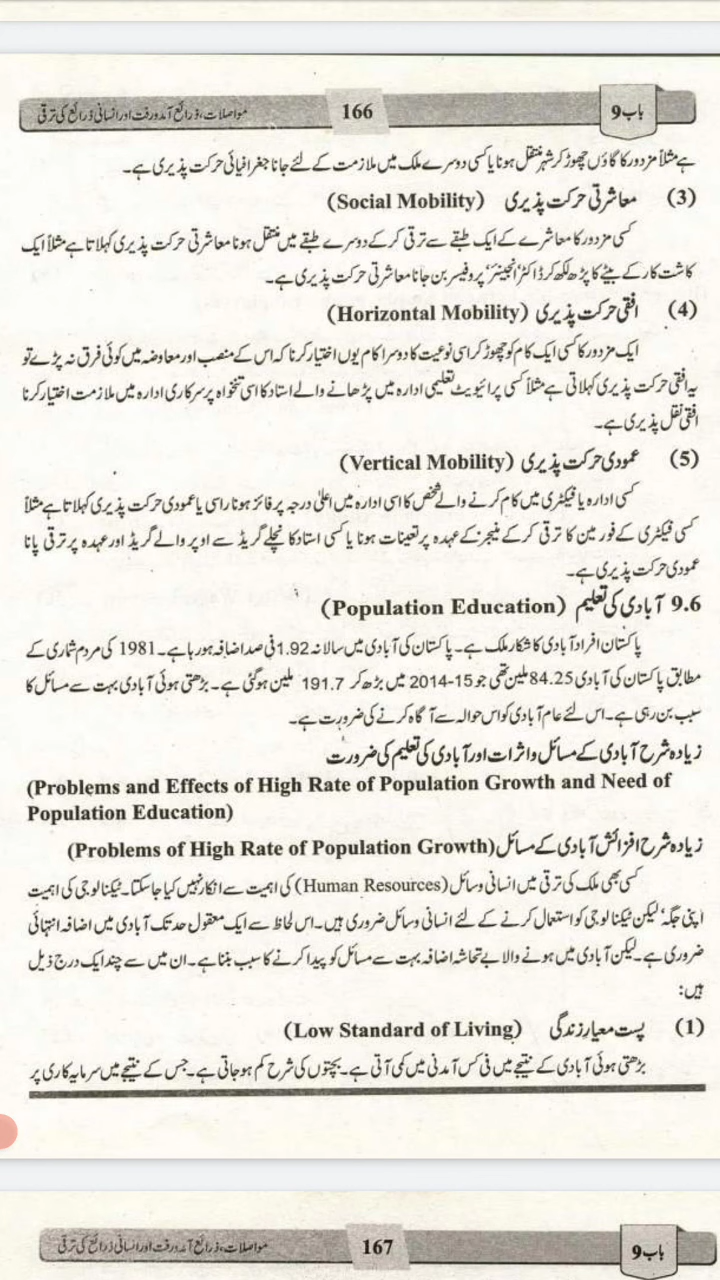 باب 9 166 مواصلات، ذرائع آمدورفت اور انسانی ذرائع کی ترقی
ہے مثلاً مزدور کا گاؤں چھوڑ کر شہر منتقل ہونا یا کسی دوسرے ملک میں ملازمت کے لئے جانا جغرافیائی حرکت پذیری ہے۔
(3) معاشرتی حرکت پذیری (Social Mobility)
کسی مزدور کا معاشرے کے ایک طبقے سے ترقی کر کے دوسرے طبقے میں منتقل ہونا معاشرتی حرکت پذیری کہلاتا ہے مثلاً ایک
کاشت کار کے بیٹے کا پڑھ لکھ کر ڈاکٹر' انجینئر' پروفیسر بن جانا معاشرتی حرکت پذیری ہے۔
(4) افقی حرکت پذیری (Horizontal Mobility)
ایک مزدور کا کسی ایک کام کو چھوڑ کر اسی نوعیت کا دوسرا کام یوں اختیار کرنا کہ اس کے منصب اور معاوضہ میں کوئی فرق نہ پڑے تو
یہ افقی حرکت پذیری کہلاتی ہے مثلاً کسی پرائیویٹ تعلیمی ادارہ میں پڑھانے والے استاد کا اسی تنخواہ پر سرکاری ادارہ میں ملازمت اختیار کرنا
افقی نقل پذیری ہے۔
(5) عمودی حرکت پذیری (Vertical Mobility)
کسی ادارہ یا فیکٹری میں کام کرنے والے شخص کا اسی ادارہ میں اعلیٰ درجہ پر فائز ہونا راسی یا عمودی حرکت پذیری کہلاتا ہے مثلاً
کسی فیکٹری کے فورمین کا ترقی کر کے منیجر کے عہدہ پر تعینات ہونا یا کسی استاد کا نچلے گریڈ سے اوپر والے گریڈ اور عہدہ پر ترقی پانا
عمودی حرکت پذیری ہے۔
9.6 آبادی کی تعلیم (Population Education)
پاکستان افراد آبادی کا شکار ملک ہے۔ پاکستان کی آبادی میں سالانہ 1.92 فی صد اضافہ ہو رہا ہے۔ 1981 کی مردم شماری کے
مطابق پاکستان کی آبادی 84.25 ملین تھی جو 15-2014 میں بڑھ کر 191.7 ملین ہو گئی ہے۔ بڑھتی ہوئی آبادی بہت سے مسائل کا
سبب بن رہی ہے۔ اس لئے عام آبادی کو اس حوالہ سے آگاہ کرنے کی ضرورت ہے۔
زیادہ شرح آبادی کے مسائل و اثرات اور آبادی کی تعلیم کی ضرورت
(Problems and Effects of High Rate of Population Growth and Need of
Population Education)
زیادہ شرح افزائش آبادی کے مسائل (Problems of High Rate of Population Growth)
کسی بھی ملک کی ترقی میں انسانی وسائل (Human Resources) کی اہمیت سے انکار نہیں کیا جا سکتا۔ ٹیکنالوجی کی اہمیت
اپنی جگہ' لیکن ٹیکنالوجی کو استعمال کرنے کے لئے انسانی وسائل ضروری ہیں۔ اس لحاظ سے ایک معقول حد تک آبادی میں اضافہ انتہائی
ضروری ہے۔ لیکن آبادی میں ہونے والا بے تحاشہ اضافہ بہت سے مسائل کو پیدا کرنے کا سبب بنتا ہے۔ ان میں سے چند ایک درج ذیل
ہیں:
(1) پست معیار زندگی (Low Standard of Living)
بڑھتی ہوئی آبادی کے نتیجے میں فی کس آمدنی میں کمی آتی ہے۔ بچتوں کی شرح کم ہو جاتی ہے۔ جس کے نتیجے میں سرمایہ کاری پر
باب 9 167 مواصلات، ذرائع آمدورفت اور انسانی ذرائع کی ترقی